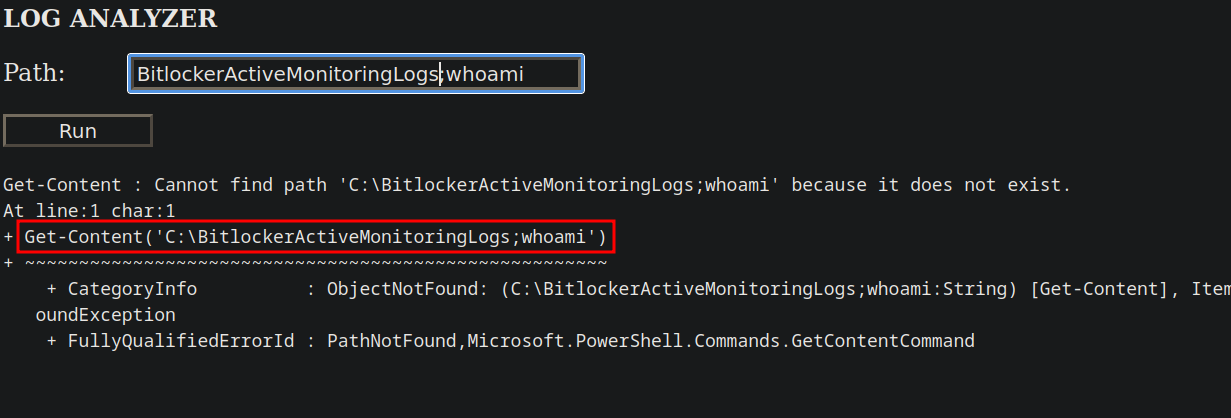 LOG ANALYZER
Path: BitlockerActiveMonitoringLogs;whoami
Run
Get-Content : Cannot find path 'C:\BitlockerActiveMonitoringLogs;whoami' because it does not exist.
At line:1 char:1
+ Get-Content('C:\BitlockerActiveMonitoringLogs;whoami')
+ ~~~~~~~~~~~~~~~~~~~~~~~~~~~~~~~~~~~~~~~~~~~~~~~~~~~~~~
+ CategoryInfo : ObjectNotFound: (C:\BitlockerActiveMonitoringLogs;whoami:String) [Get-Content], Item
oundException
+ FullyQualifiedErrorId : PathNotFound,Microsoft.PowerShell.Commands.GetContentCommand